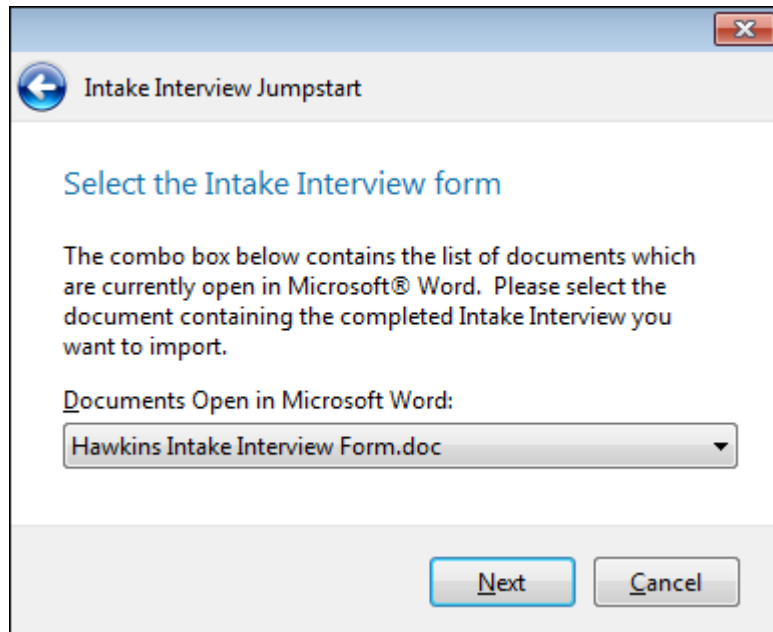 Intake Interview Jumpstart
Select the Intake Interview form
The combo box below contains the list of documents which
are currently open in Microsoft® Word.  Please select the
document containing the completed Intake Interview you
want to import.
Documents Open in Microsoft Word:
Hawkins Intake Interview Form.doc
Next Cancel